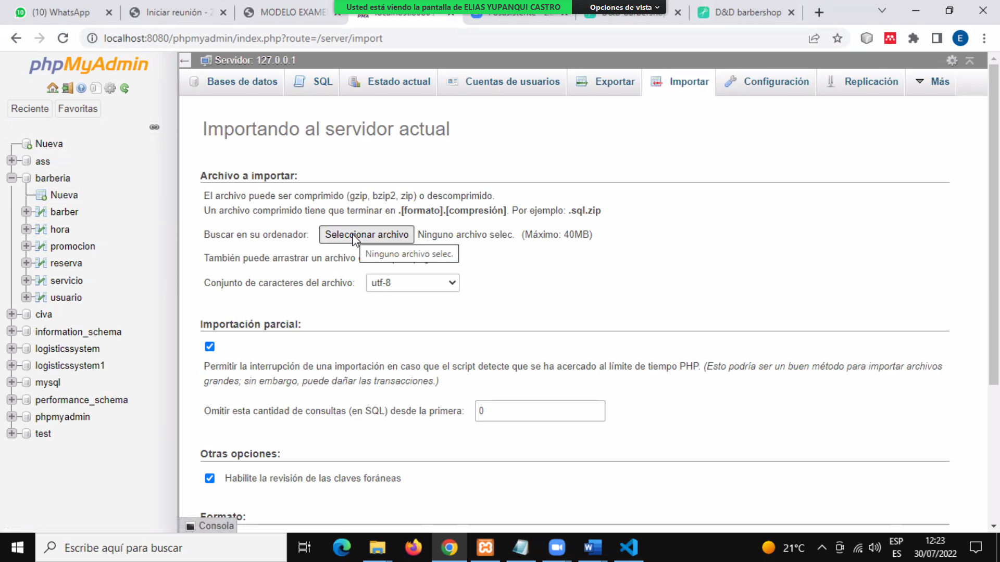 (10) WhatsApp
Iniciar reunión - Z
MODELO EXAME
Usted está viendo la pantalla de ELIAS YUPANQUI CASTRO
Opciones de vista
D&D barbershop
localhost:8080/phpmyadmin/index.php?route=/server/import
E
phpMyAdmin
Reciente
Favoritas
Nueva
ass
barberia
Nueva
barber
hora
promocion
reserva
servicio
usuario
civa
information_schema
logisticssystem
logisticssystem1
mysql
performance_schema
phpmyadmin
test
Servidor: 127.0.0.1
Bases de datos
SQL
Estado actual
Cuentas de usuarios
Exportar
Importar
Configuración
Replicación
Más
Importando al servidor actual
Archivo a importar:
El archivo puede ser comprimido (gzip, bzip2, zip) o descomprimido.
Un archivo comprimido tiene que terminar en .[formato].[compresión]. Por ejemplo: .sql.zip
Buscar en su ordenador: Seleccionar archivo Ninguno archivo selec. (Máximo: 40MB)
Ninguno archivo selec.
También puede arrastrar un archivo
Conjunto de caracteres del archivo: utf-8
Importación parcial:
Permitir la interrupción de una importación en caso que el script detecte que se ha acercado al límite de tiempo PHP. (Esto podría ser un buen método para importar archivos
grandes; sin embargo, puede dañar las transacciones.)
Omitir esta cantidad de consultas (en SQL) desde la primera: 0
Otras opciones:
Habilite la revisión de las claves foráneas
Formato:
Consola
Escribe aquí para buscar
21°C
ESP
ES
12:23
30/07/2022